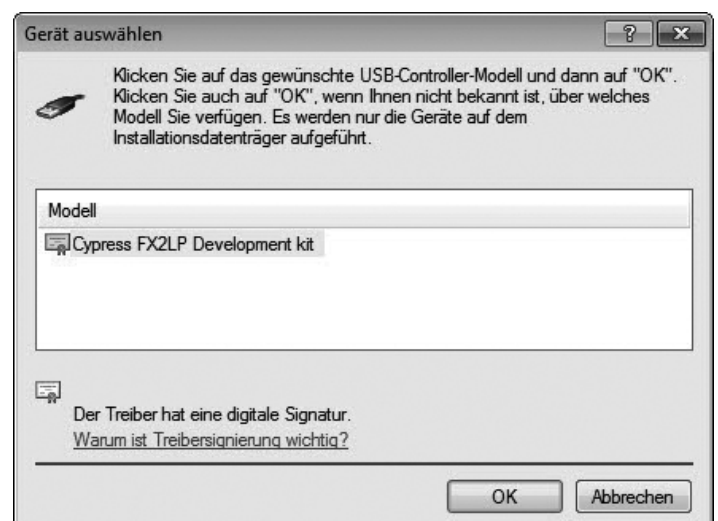 Gerät auswählen
Klicken Sie auf das gewünschte USB-Controller-Modell und dann auf "OK".
Klicken Sie auch auf "OK", wenn Ihnen nicht bekannt ist, über welches
Modell Sie verfügen. Es werden nur die Geräte auf dem
Installationsdatenträger aufgeführt.
Modell
Cypress FX2LP Development kit
Der Treiber hat eine digitale Signatur.
Warum ist Treibersignierung wichtig?
OK Abbrechen